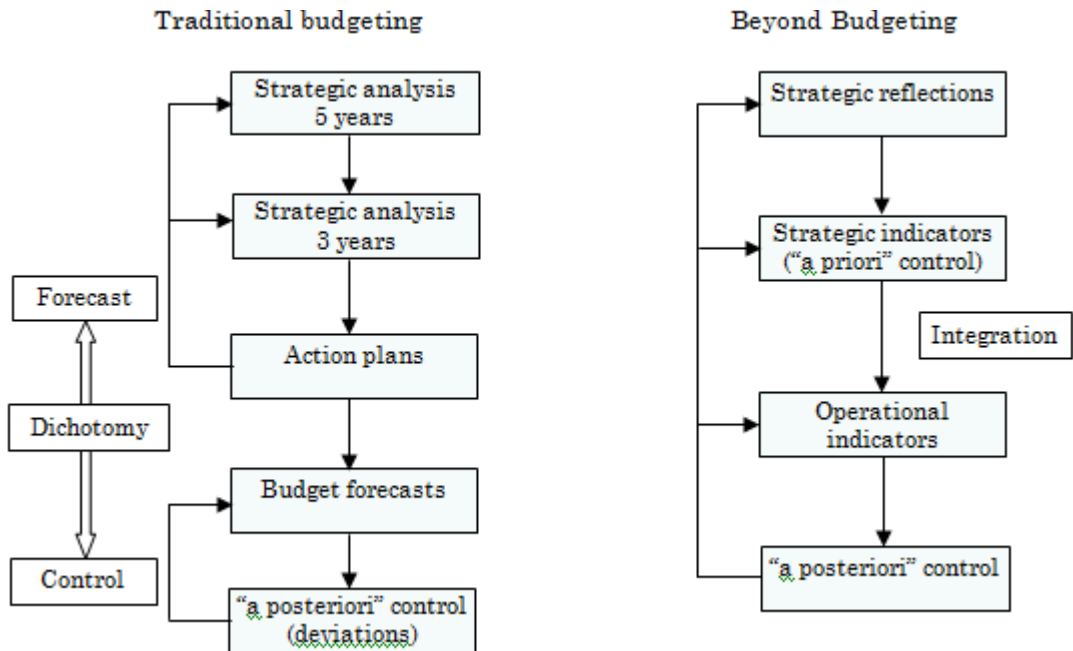 Traditional budgeting
Strategic analysis
5 years
Strategic analysis
3 years
Forecast
Action plans
Dichotomy
Budget forecasts
Control
“a posteriori” control
(deviations)
Beyond Budgeting
Strategic reflections
Strategic indicators
(“a priori” control)
Integration
Operational
indicators
“a posteriori” control